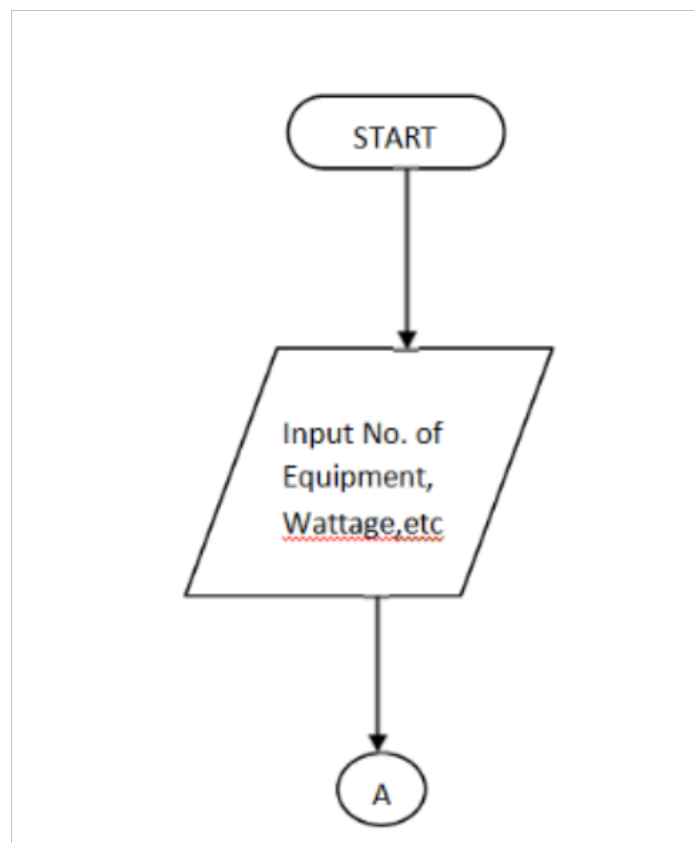 START
Input No. of
Equipment,
Wattage,etc
A